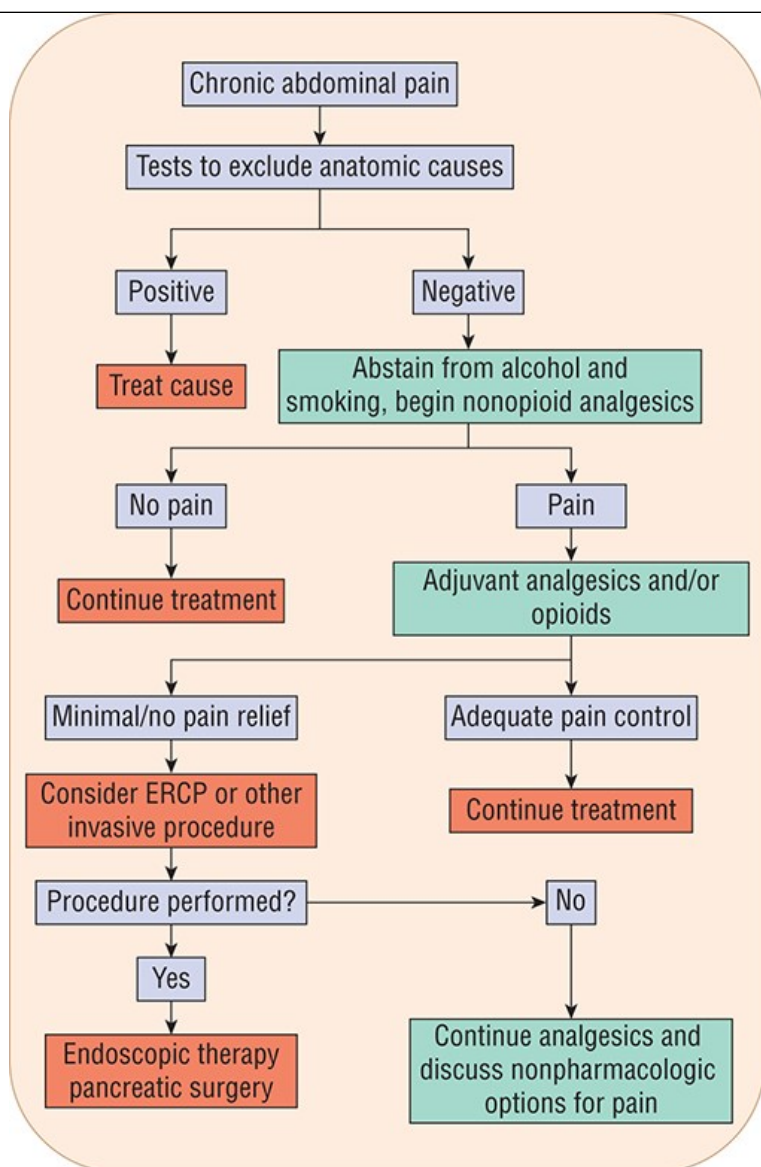 Chronic abdominal pain
Tests to exclude anatomic causes
Positive
Negative
Treat cause
Abstain from alcohol and
smoking, begin nonopioid analgesics
No pain
Pain
Continue treatment
Adjuvant analgesics and/or
opioids
Minimal/no pain relief
Adequate pain control
Consider ERCP or other
invasive procedure
Continue treatment
Procedure performed?
No
Yes
Endoscopic therapy
pancreatic surgery
Continue analgesics and
discuss nonpharmacologic
options for pain